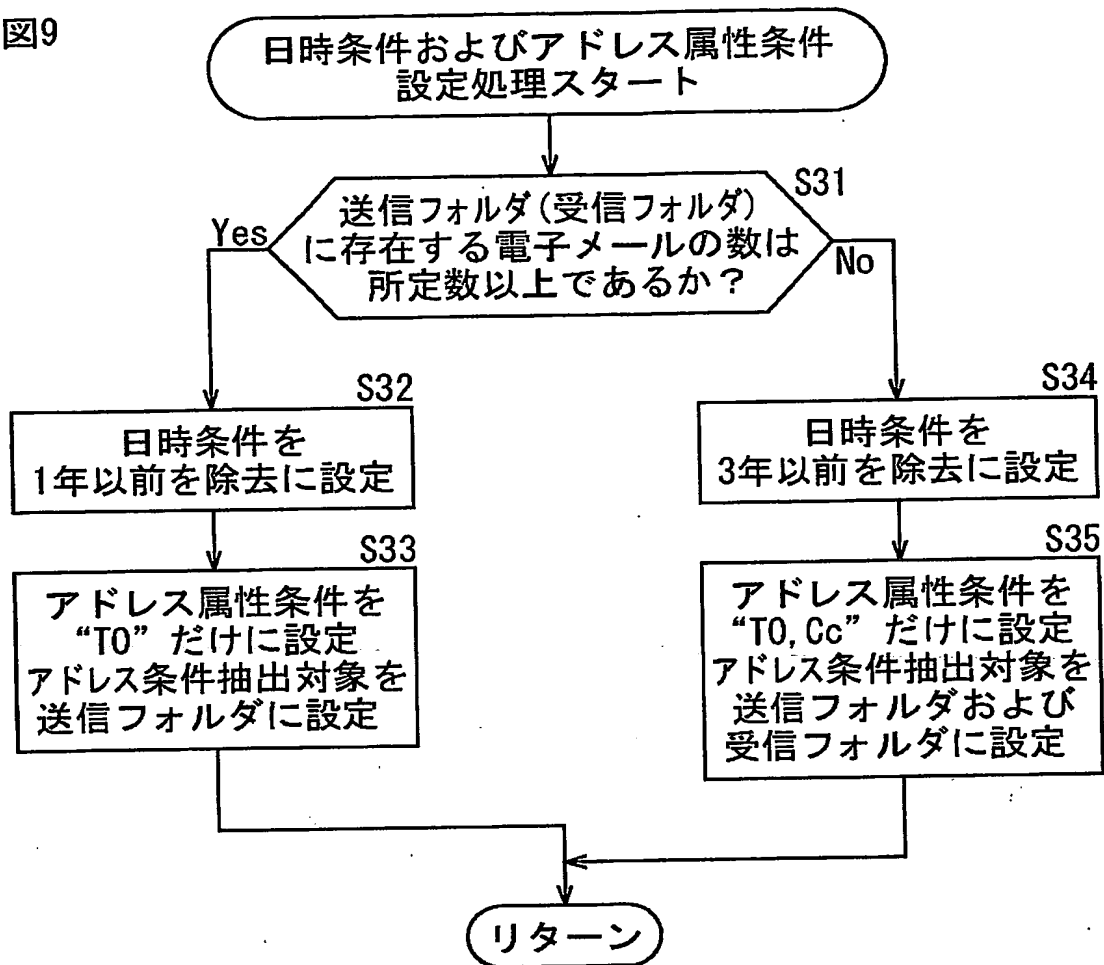 図9
日時条件およびアドレス属性条件
設定処理スタート
S31
送信フォルダ(受信フォルダ)
に存在する電子メールの数は
所定数以上であるか?
Yes
No
S32
日時条件を
1年以前を除去に設定
S33
アドレス属性条件を
“TO”だけに設定
アドレス条件抽出対象を
送信フォルダに設定
S34
日時条件を
3年以前を除去に設定
S35
アドレス属性条件を
“TO,Cc”だけに設定
アドレス条件抽出対象を
送信フォルダおよび
受信フォルダに設定
リターン